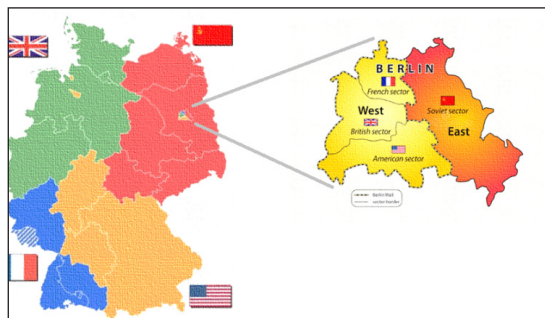 BERLIN
French sector
Soviet sector
West
British sector
East
American sector
Berlin Wall
sector border